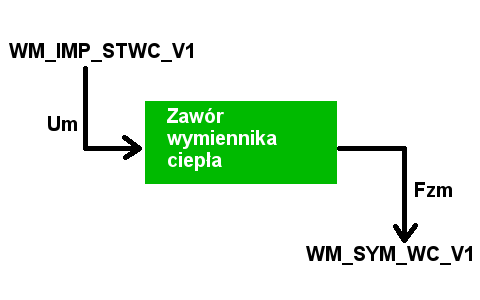 WM_IMP_STWC_V1
Um
Zawór
wymiennika
ciepła
Fzm
WM_SYM_WC_V1